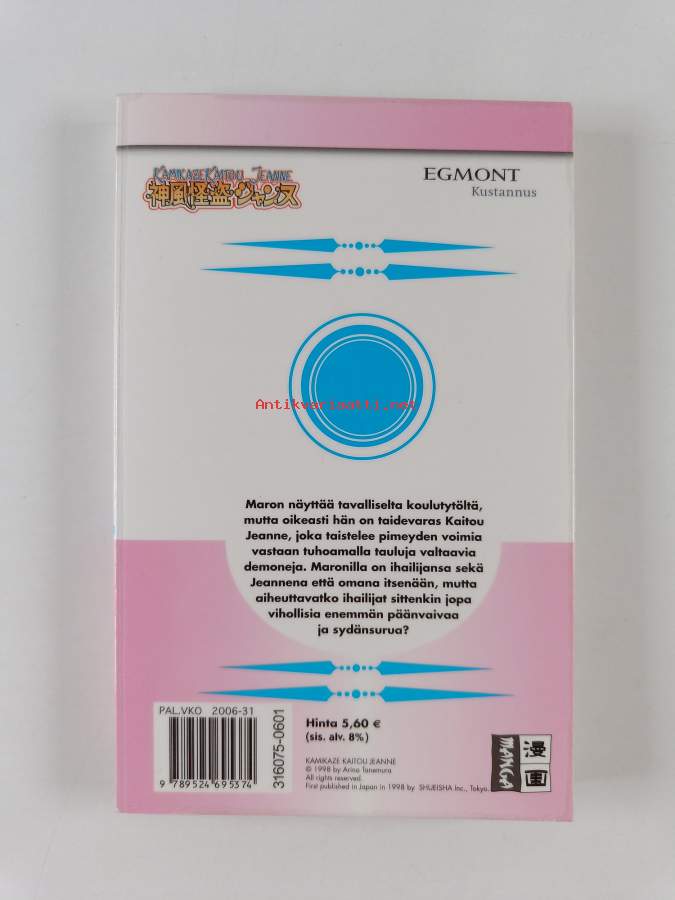 KAMIKAZE KAITOU JEANNE
神風怪盗ジャンヌ
EGMONT
Kustannus
Antikvariaatti.net
Maron näyttää tavalliselta koulutytöltä,
mutta oikeasti hän on taidevaras Kaitou
Jeanne, joka taistelee pimeyden voimia
vastaan tuhoamalla tauluja valtaavia
demoneja. Maronilla on ihailijansa sekä
Jeannena että omana itsenään, mutta
aiheuttavatko ihailijat sittenkin jopa
vihollisia enemmän päänvaivaa
ja sydänsurua?
PAL.VKO 2006-31
9 789524 695374
316075-0601
Hinta 5,60 €
(sis. alv. 8%)
KAMIKAZE KAITOU JEANNE
© 1998 by Arina Tanemura
All rights reserved.
First published in Japan in 1998 by SHUEISHA Inc., Tokyo.
MANGA
漫画